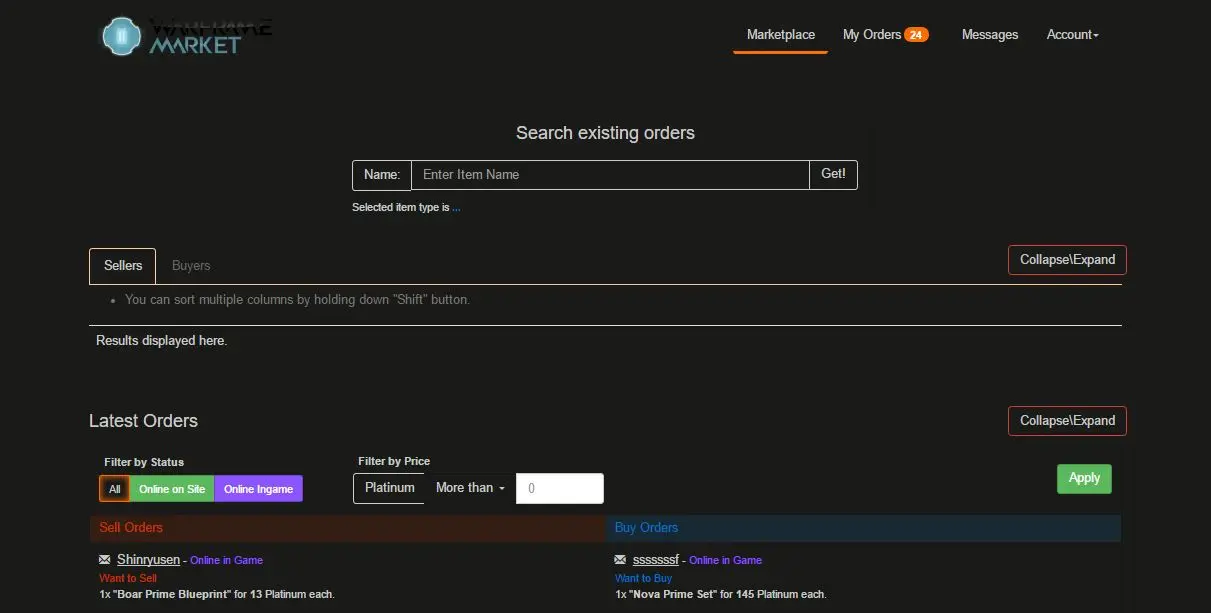 WARFRAME
MARKET
Marketplace My Orders 24 Messages Account
Search existing orders
Name: Enter Item Name Get!
Selected item type is ...
Sellers Buyers Collapse\Expand
You can sort multiple columns by holding down "Shift" button.
Results displayed here.
Latest Orders Collapse\Expand
Filter by Status Filter by Price
All Online on Site Online Ingame Platinum More than 0 Apply
Sell Orders Buy Orders
Shinryusen - Online in Game sssssssf - Online in Game
Want to Sell Want to Buy
1x "Boar Prime Blueprint" for 13 Platinum each. 1x "Nova Prime Set" for 145 Platinum each.